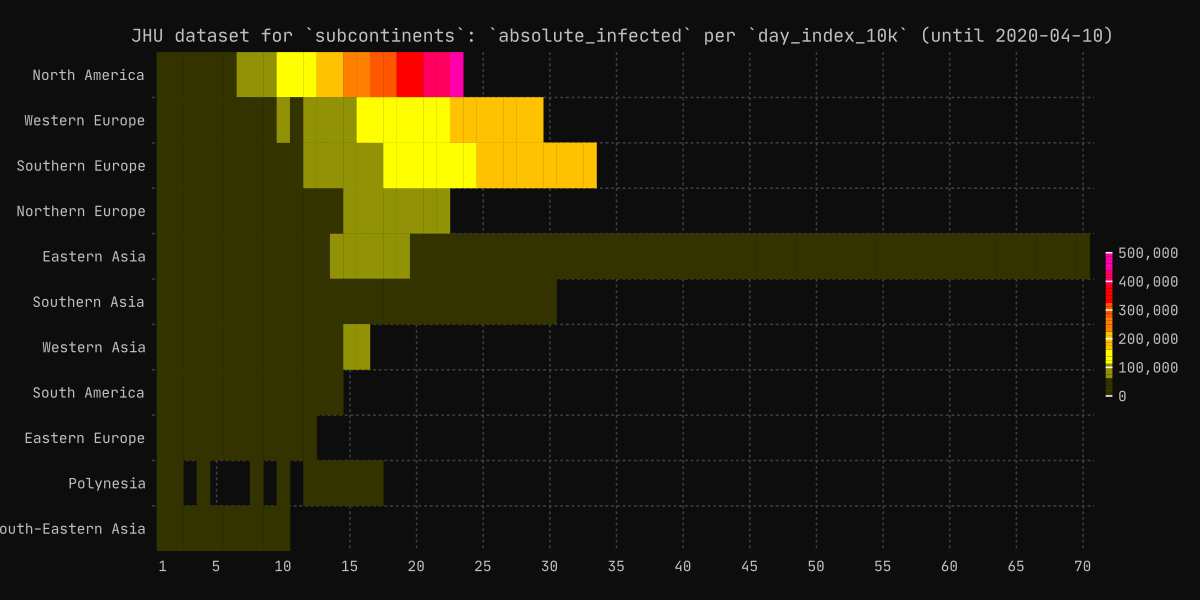 JHU dataset for `subcontinents`: `absolute_infected` per `day_index_10k` (until 2020-04-10)
North America
Western Europe
Southern Europe
Northern Europe
Eastern Asia
Southern Asia
Western Asia
South America
Eastern Europe
Polynesia
outh-Eastern Asia
500,000
400,000
300,000
200,000
100,000
0
1 5 10 15 20 25 30 35 40 45 50 55 60 65 70